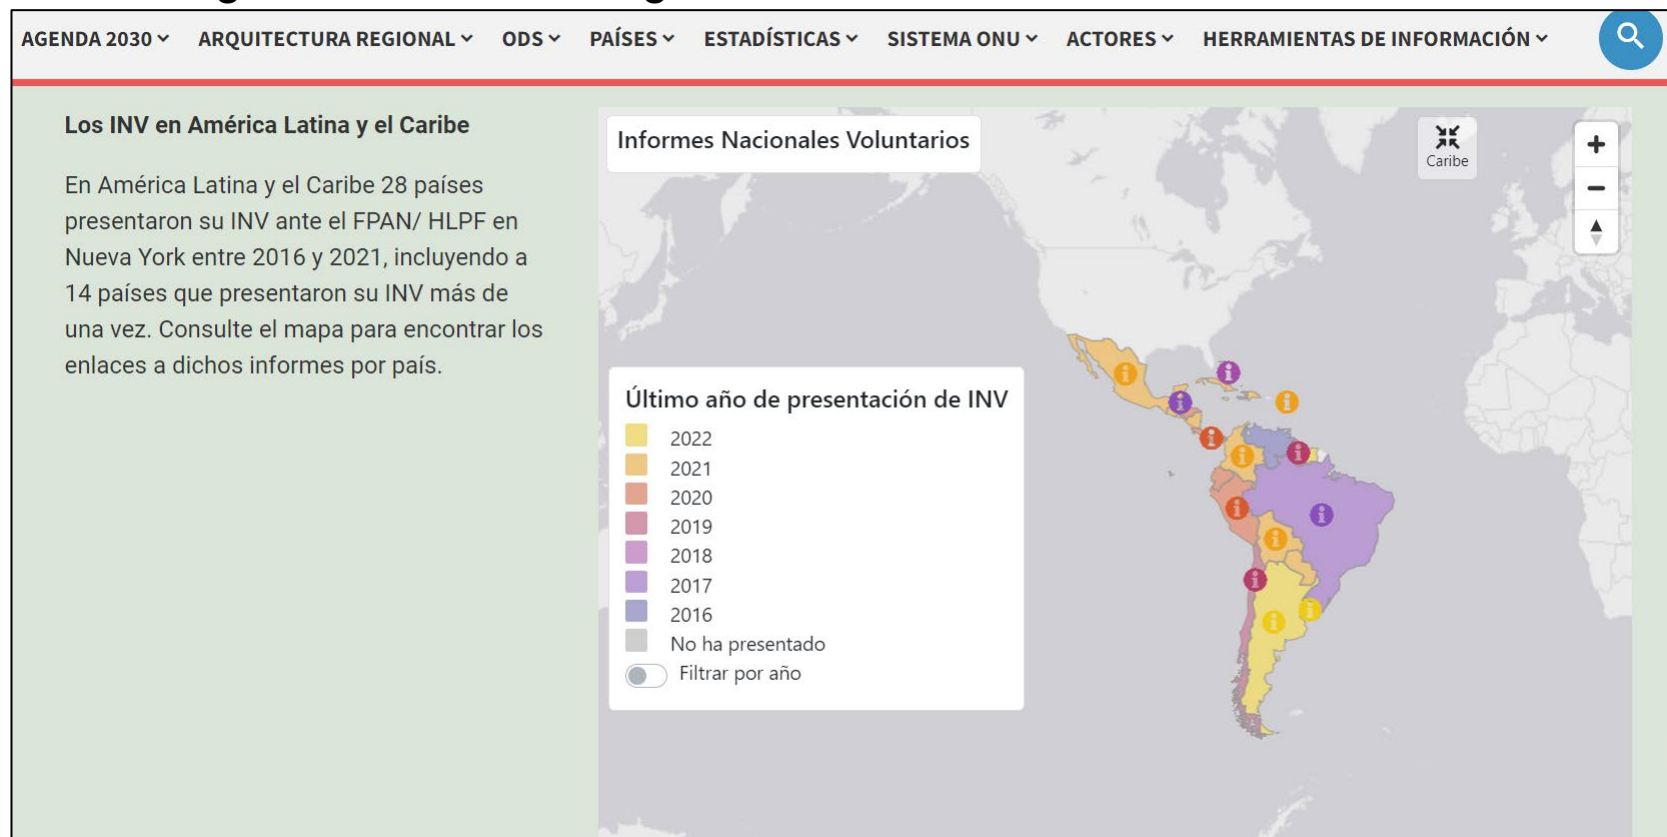 AGENDA 2030 ARQUITECTURA REGIONAL ODS PAÍSES ESTADÍSTICAS SISTEMA ONU ACTORES HERRAMIENTAS DE INFORMACIÓN
Los INV en América Latina y el Caribe
En América Latina y el Caribe 28 países
presentaron su INV ante el FPAN/ HLPF en
Nueva York entre 2016 y 2021, incluyendo a
14 países que presentaron su INV más de
una vez. Consulte el mapa para encontrar los
enlaces a dichos informes por país.
Informes Nacionales Voluntarios
Caribe
Último año de presentación de INV
2022
2021
2020
2019
2018
2017
2016
No ha presentado
Filtrar por año